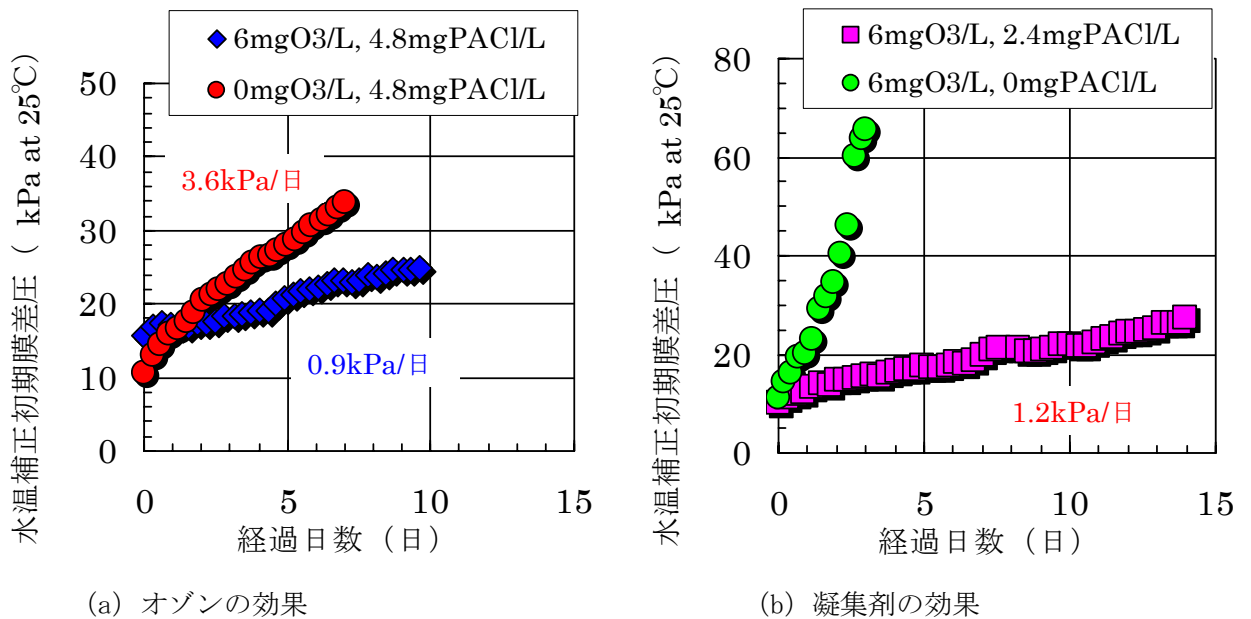 6mgO3/L, 4.8mgPACl/L
0mgO3/L, 4.8mgPACl/L
水温補正初期膜差圧 ( kPa at 25℃)
50
40
30
20
10
0
3.6kPa/日
0.9kPa/日
0 5 10 15
経過日数（日）
(a) オゾンの効果
6mgO3/L, 2.4mgPACl/L
6mgO3/L, 0mgPACl/L
水温補正初期膜差圧 ( kPa at 25℃)
80
60
40
20
0
1.2kPa/日
0 5 10 15
経過日数（日）
(b) 凝集剤の効果